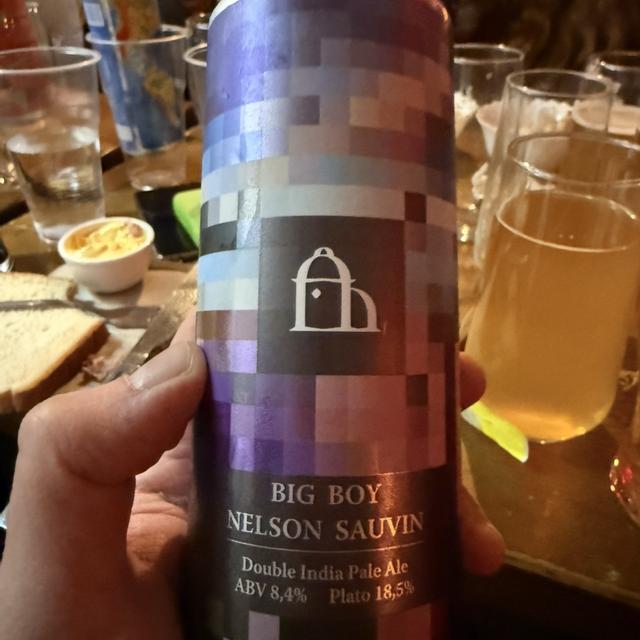 BIG BOY
NELSON SAUVIN
Double India Pale Ale
ABV 8,4% Plato 18,5%